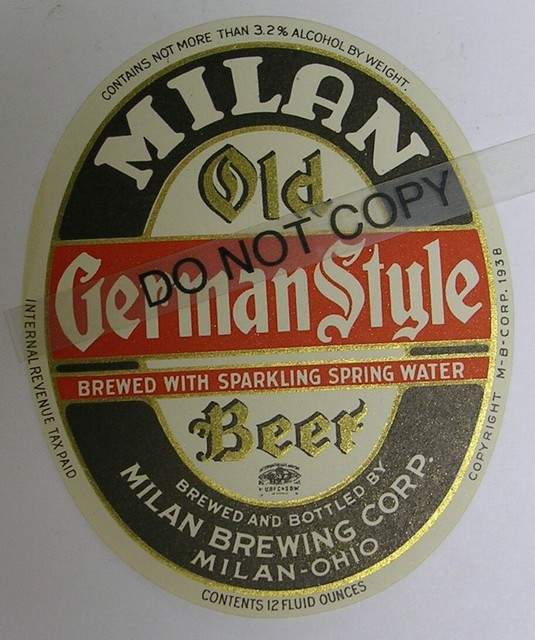 CONTAINS NOT MORE THAN 3.2% ALCOHOL BY WEIGHT.
MILAN
Old
German Style
DO NOT COPY
BREWED WITH SPARKLING SPRING WATER
Beer
BREWED AND BOTTLED BY
MILAN BREWING CORP.
MILAN-OHIO
CONTENTS 12 FLUID OUNCES
INTERNAL REVENUE TAX PAID
COPYRIGHT M-B-CORP. 1938